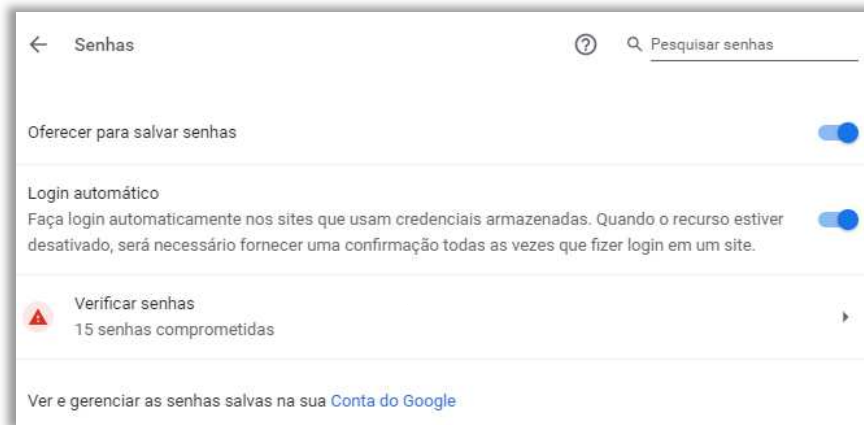 Senhas
Pesquisar senhas
Oferecer para salvar senhas
Login automático
Faça login automaticamente nos sites que usam credenciais armazenadas. Quando o recurso estiver
desativado, será necessário fornecer uma confirmação todas as vezes que fizer login em um site.
Verificar senhas
15 senhas comprometidas
Ver e gerenciar as senhas salvas na sua Conta do Google